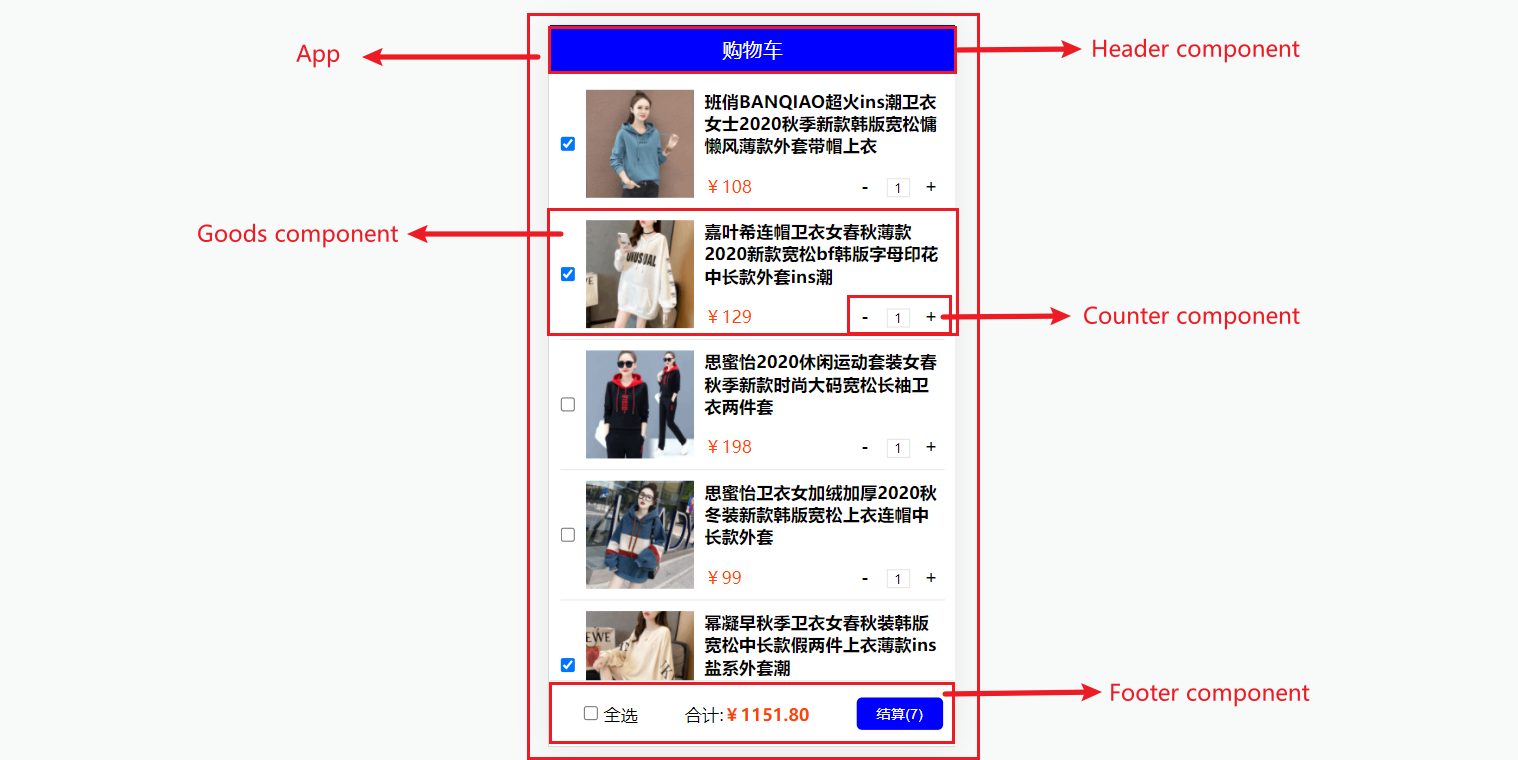 App
购物车
Header component
班俏BANQIAO超火ins潮卫衣
女士2020秋季新款韩版宽松慵
懒风薄款外套带帽上衣
￥108
- 1 +
Goods component
嘉叶希连帽卫衣女春秋薄款
2020新款宽松bf韩版字母印花
中长款外套ins潮
UNUSUAL
￥129
- 1 +
Counter component
思蜜怡2020休闲运动套装女春
秋季新款时尚大码宽松长袖卫
衣两件套
￥198
- 1 +
思蜜怡卫衣女加绒加厚2020秋
冬装新款韩版宽松上衣连帽中
长款外套
￥99
- 1 +
幂凝早秋季卫衣女春秋装韩版
宽松中长款假两件上衣薄款ins
盐系外套潮
Footer component
全选
合计:￥1151.80
结算(7)